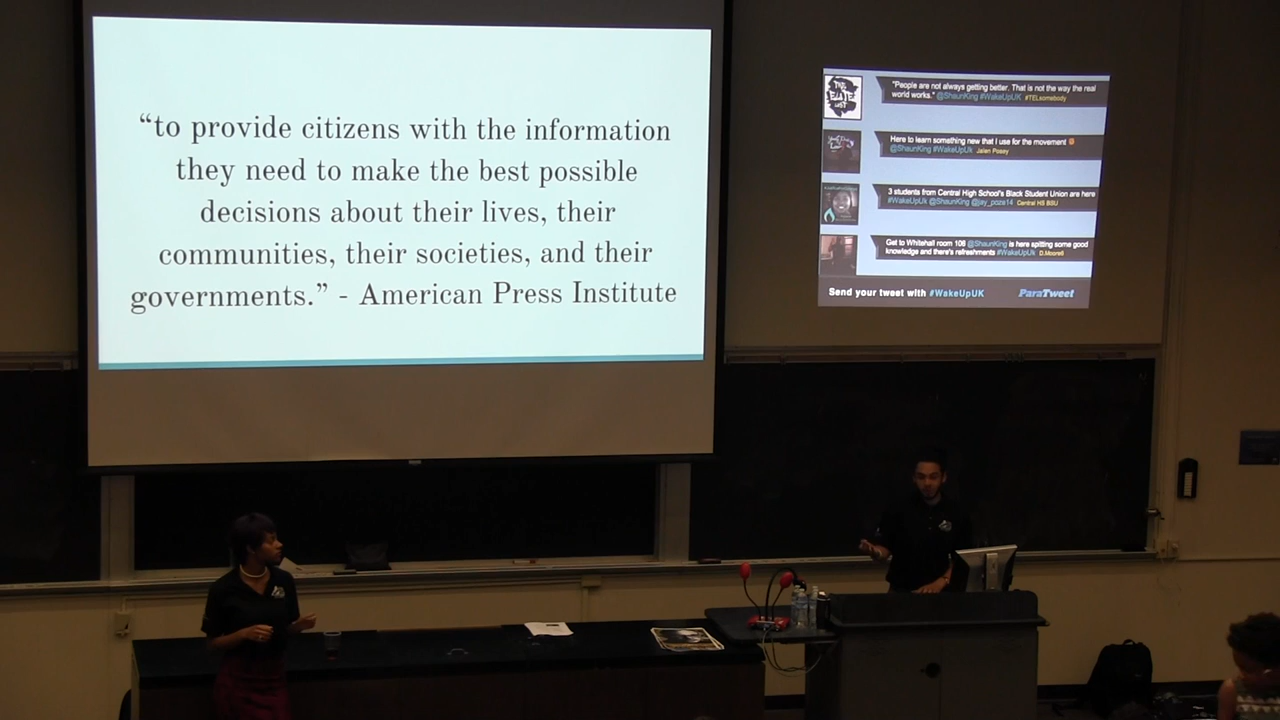 “to provide citizens with the information
they need to make the best possible
decisions about their lives, their
communities, their societies, and their
governments.” - American Press Institute
THE
ELITE
LIST
"People are not always getting better. That is not the way the real
world works." @ShaunKing #WakeUpUK #TELsomebody
Here to learn something new that I use for the movement
@ShaunKing #WakeUpUk Jalen Posey
3 students from Central High School's Black Student Union are here
#WakeUpUk @ShaunKing @jay_poze14 Central HS BSU
Get to Whitehall room 106 @ShaunKing is here spitting some good
knowledge and there's refreshments #WakeUpUk
Send your tweet with #WakeUpUK
ParaTweet